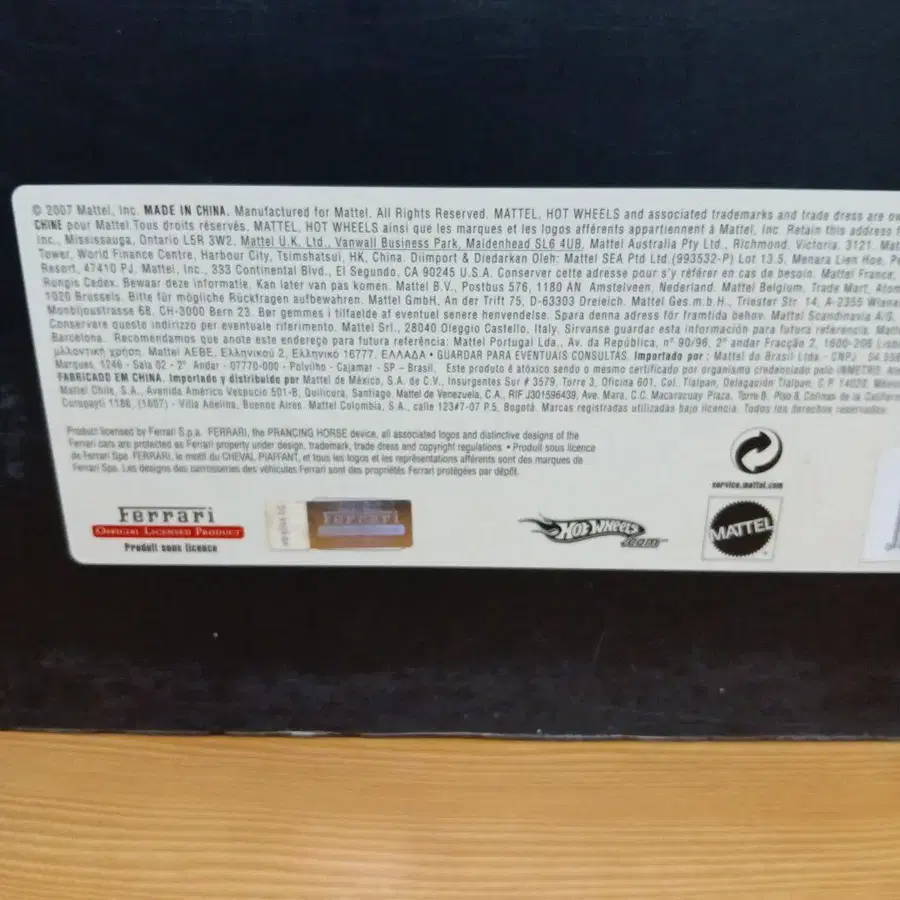 © 2007 Mattel, Inc. MADE IN CHINA. Manufactured for Mattel. All Rights Reserved. MATTEL, HOT WHEELS and associated trademarks and trade dress are
CHINE pour Mattel Tous droits réservés. MATTEL, HOT WHEELS ainsi que les marques et les logos afférents appartiennent à Mattel, Inc. Retain this address
Inc., Mississauga, Ontario L5R 3W2. Mattel U.K. Ltd., Vanwall Business Park, Maidenhead SL6 4UB. Mattel Australia Pty Ltd., Richmond, Victoria. 3121.
Tower, World Finance Centre, Harbour City, Tsimshatsui, HK, China. Diimport & Diedarkan Oleh: Mattel SEA Ptd Ltd.(993532-P) Lot 13.5, Menara Lien Hoe,
Resort, 47410 PJ. Mattel, Inc., 333 Continental Blvd., El Segundo, CA 90245 U.S.A. Conserver cette adresse pour s'y référer en cas de besoin. Mattel France,
Rungis Cedex. Bewaar deze informatie. Kan later van pas komen. Mattel B.V., Postbus 576, 1180 AN Amstelveen, Nederland. Mattel Belgium, Trade Mart,
1020 Brussels. Bitte für mögliche Rückfragen aufbewahren. Mattel GmbH, An der Trift 75, D-63303 Dreieich. Mattel Ges.m.b.H., Triester Str. 14, A-2355
Monbijoustrasse 68, CH-3000 Bern 23. Bør gemmes i tilfælde af eventuel senere henvendelse. Spara denna adress för framtida behov. Mattel Scandinavia A/S,
Conservare questo indirizzo per eventuale riferimento. Mattel Srl., 28040 Oleggio Castello, Italy. Sírvanse guardar esta información para futura referencia.
Barcelona. Recomendamos que anote este endereço para futura referência: Mattel Portugal Lda., Av. da República, nº 90/96, 2º andar Fracção 2, 1600-206
μλλοντική χρήση. Mattel AEBE, Ελληνικού 2, Ελληνικό 16777. ΕΛΛΑΔΑ • GUARDAR PARA EVENTUAIS CONSULTAS. Importado por : Mattel do Brasil Ltda - CNPJ
Marques, 1246 - Sala 02 - 2° Andar - 07770-000 - Polvilho - Cajamar - SP – Brasil. Este produto é atóxico sendo o mesmo certificado por organismo credenciado pelo INMETRO.
FABRICADO EN CHINA. Importado y distribuido por Mattel de México, S.A. de C.V., Insurgentes Sur # 3579, Torre 3, Oficina 601, Col. Tlalpan, Delegación Tlalpan, C.P. 14020,
Mattel Chile, S.A., Avenida Américo Vespucio 501-B, Quilicura, Santiago. Mattel de Venezuela, C.A., RIF J301596439, Ave. Mara, C.C. Macaracuay Plaza, Torre B, Piso 8, Colinas de la
Curupayti 1186, (1607) - Villa Adelina, Buenos Aires. Mattel Colombia, S.A., calle 123#7-07 P.5, Bogotá. Marcas registradas utilizadas bajo licencia. Todos los derechos reservados.
Product licensed by Ferrari S.p.a. FERRARI, the PRANCING HORSE device, all associated logos and distinctive designs of the
Ferrari cars are protected as Ferrari property under design, trademark, trade dress and copyright regulations. • Produit sous licence
de Ferrari Spa. FERRARI, le motif du CHEVAL PIAFFANT, et tous les logos et les représentations afférents sont des marques de
Ferrari Spa. Les designs des carrosseries des véhicules Ferrari sont des propriétés Ferrari protégées par dépôt.
service.mattel.com
Ferrari
OFFICIAL LICENSED PRODUCT
Produit sous licence
Ferrari
HOT WHEELS
team
MATTEL